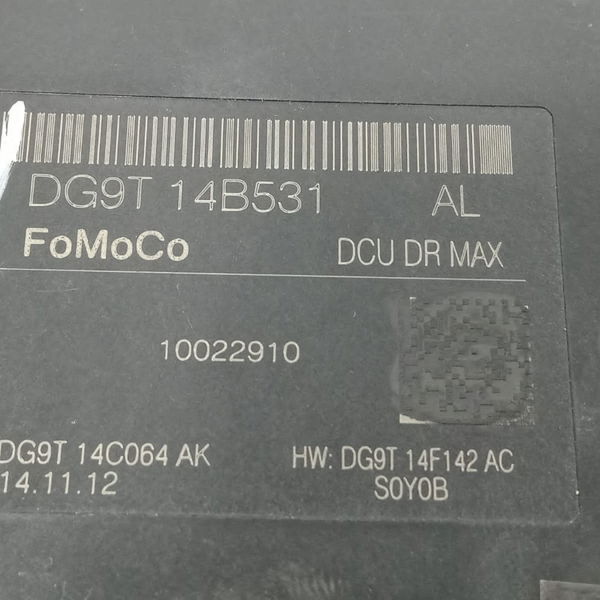 DG9T 14B531 AL
FoMoCo DCU DR MAX
10022910
DG9T 14C064 AK HW: DG9T 14F142 AC
14.11.12 S0Y0B